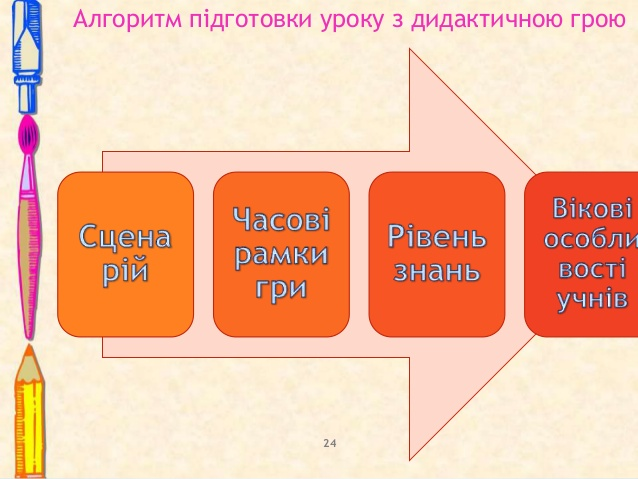 Алгоритм підготовки уроку з дидактичною грою
Сцена
рій
Часові
рамки
гри
Рівень
знань
Вікові
особли
вості
учнів
24